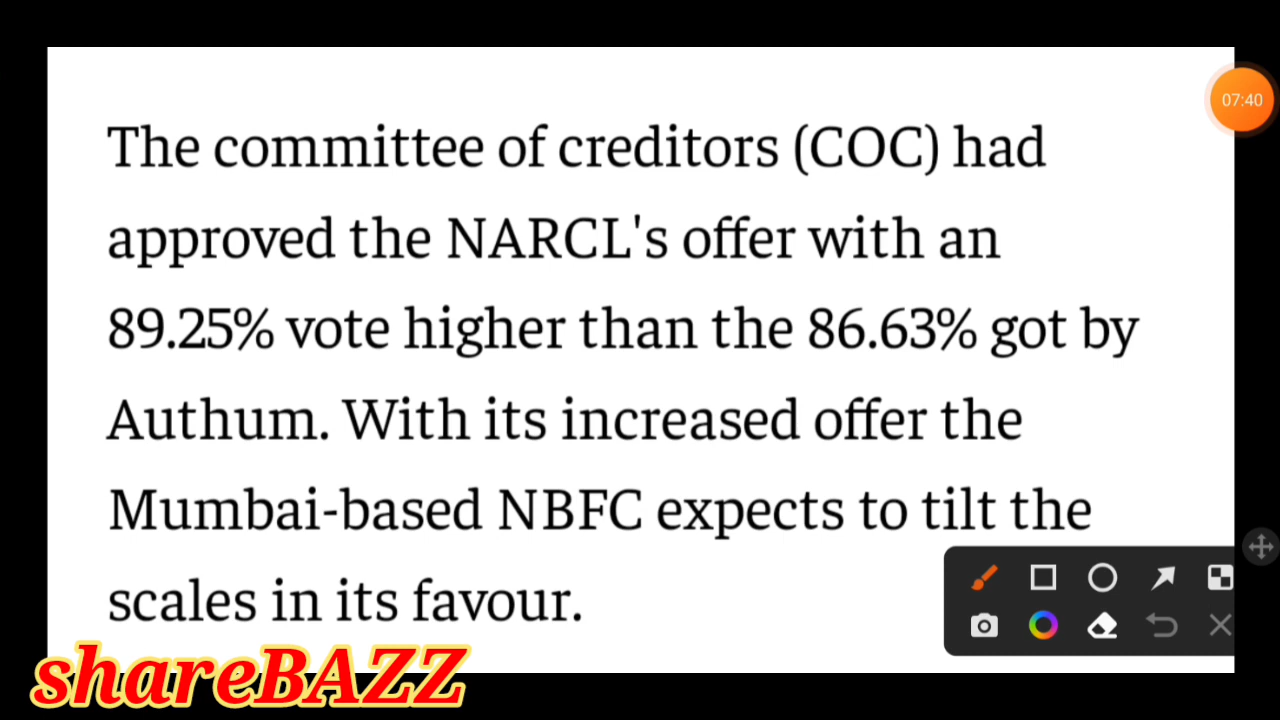 The committee of creditors (COC) had
07:40
approved the NARCL's offer with an
89.25% vote higher than the 86.63% got by
Authum. With its increased offer the
Mumbai-based NBFC expects to tilt the
scales in its favour.
shareBAZZ